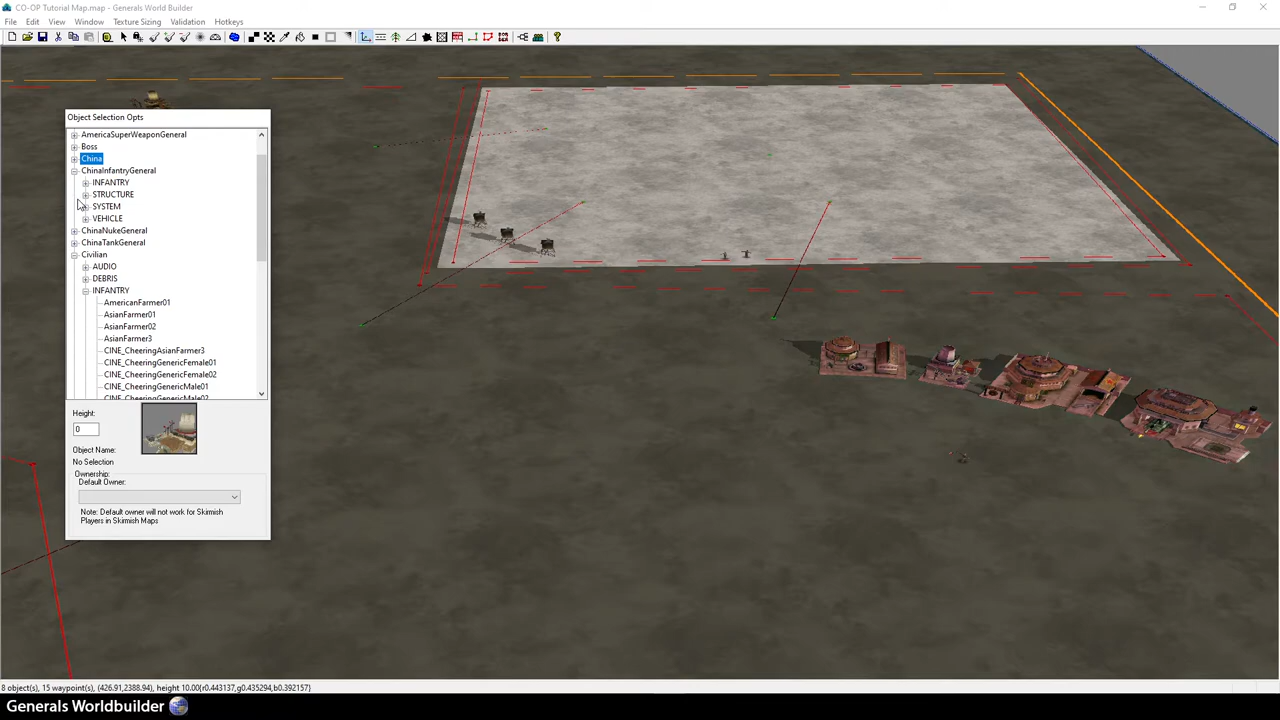 CO-OP Tutorial Map.map - Generals World Builder
File Edit View Window Texture Sizing Validation Hotkeys
Object Selection Opts
AmericaSuperWeaponGeneral
Boss
China
ChinaInfantryGeneral
INFANTRY
STRUCTURE
SYSTEM
VEHICLE
ChinaNukeGeneral
ChinaTankGeneral
Civilian
AUDIO
DEBRIS
INFANTRY
AmericanFarmer01
AsianFarmer01
AsianFarmer02
AsianFarmer3
CINE_CheeringAsianFarmer3
CINE_CheeringGenericFemale01
CINE_CheeringGenericFemale02
CINE_CheeringGenericMale01
CINE_CheeringGenericMale02
Height:
0
Object Name:
No Selection
Ownership:
Default Owner:
Note: Default owner will not work for Skirmish
Players in Skirmish Maps
8 object(s), 15 waypoint(s), (426.91,2388.94), height 10.00{r0.443137,g0.435294,b0.392157}
Generals Worldbuilder